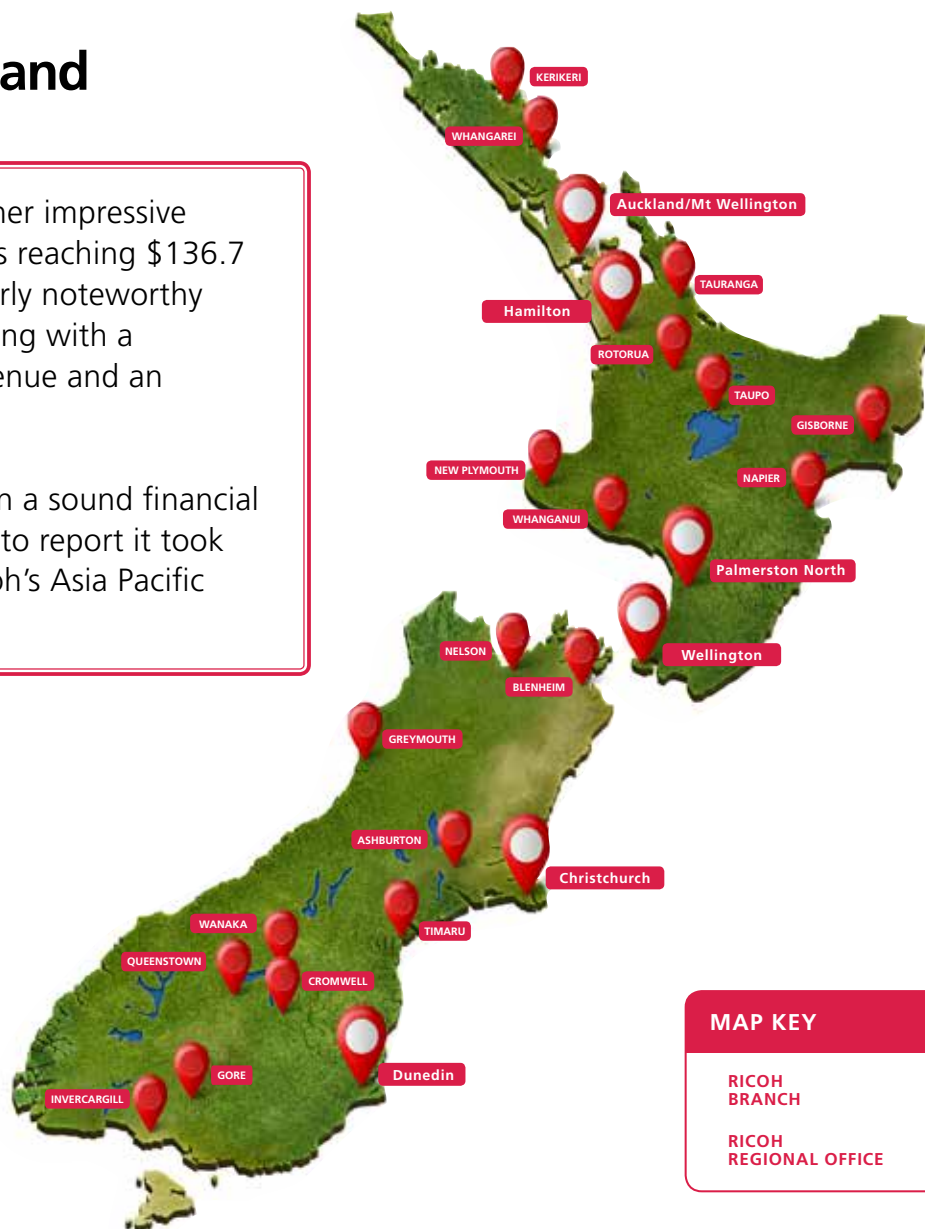 and
her impressive
s reaching $136.7
rly noteworthy
ng with a
enue and an
n a sound financial
to report it took
h's Asia Pacific
KERIKERI
WHANGAREI
Auckland/Mt Wellington
TAURANGA
Hamilton
ROTORUA
TAUPO
GISBORNE
NEW PLYMOUTH
NAPIER
WHANGANUI
Palmerston North
NELSON
Wellington
BLENHEIM
GREYMOUTH
ASHBURTON
Christchurch
WANAKA
TIMARU
QUEENSTOWN
CROMWELL
GORE
Dunedin
INVERCARGILL
MAP KEY
RICOH
BRANCH
RICOH
REGIONAL OFFICE